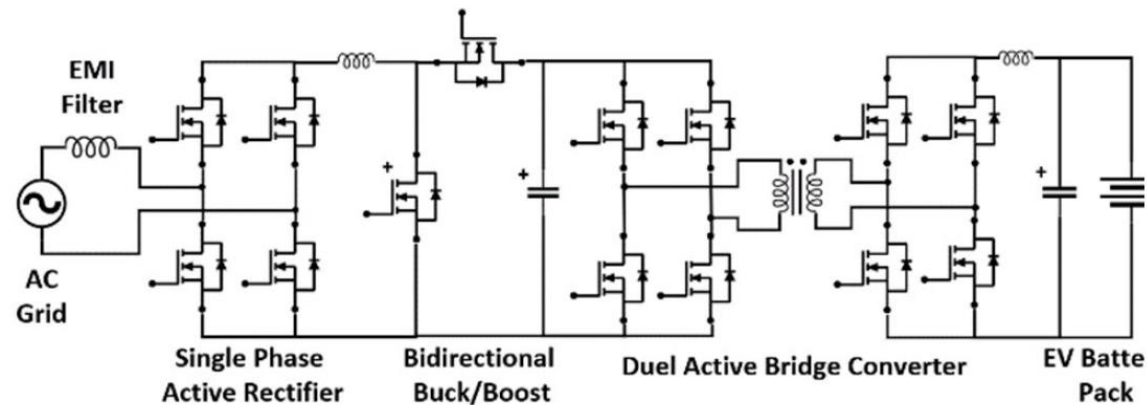 EMI
Filter
AC
Grid
Single Phase
Active Rectifier
Bidirectional
Buck/Boost
Duel Active Bridge Converter
EV Batte
Pack